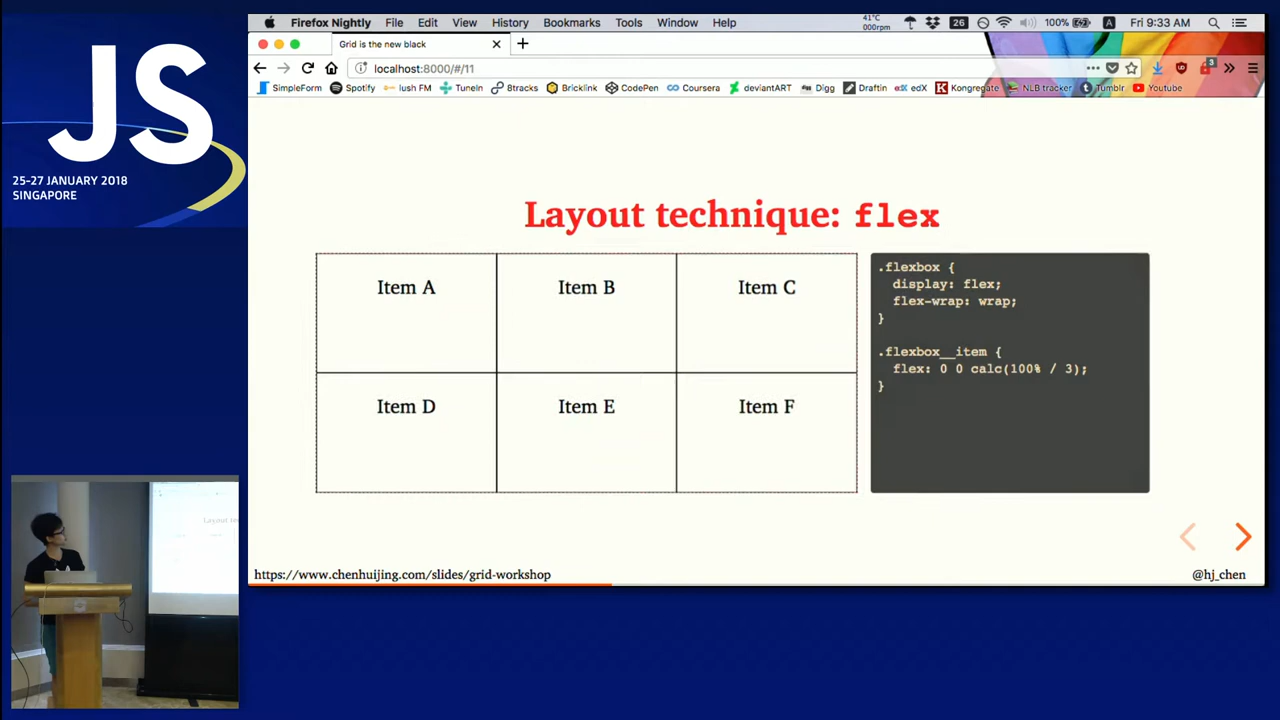 JS
25-27 JANUARY 2018
SINGAPORE
Firefox Nightly File Edit View History Bookmarks Tools Window Help 41°C 000rpm 26 100% A Fri 9:33 AM
Grid is the new black
localhost:8000/#/11
3
SimpleForm Spotify lush FM TuneIn 8tracks Bricklink CodePen Coursera deviantART Digg Draftin edX Kongregate NLB tracker Tumblr Youtube
Layout technique: flex
Item A Item B Item C
Item D Item E Item F
.flexbox {
display: flex;
flex-wrap: wrap;
}
.flexbox__item {
flex: 0 0 calc(100% / 3);
}
https://www.chenhuijing.com/slides/grid-workshop
@hj_chen